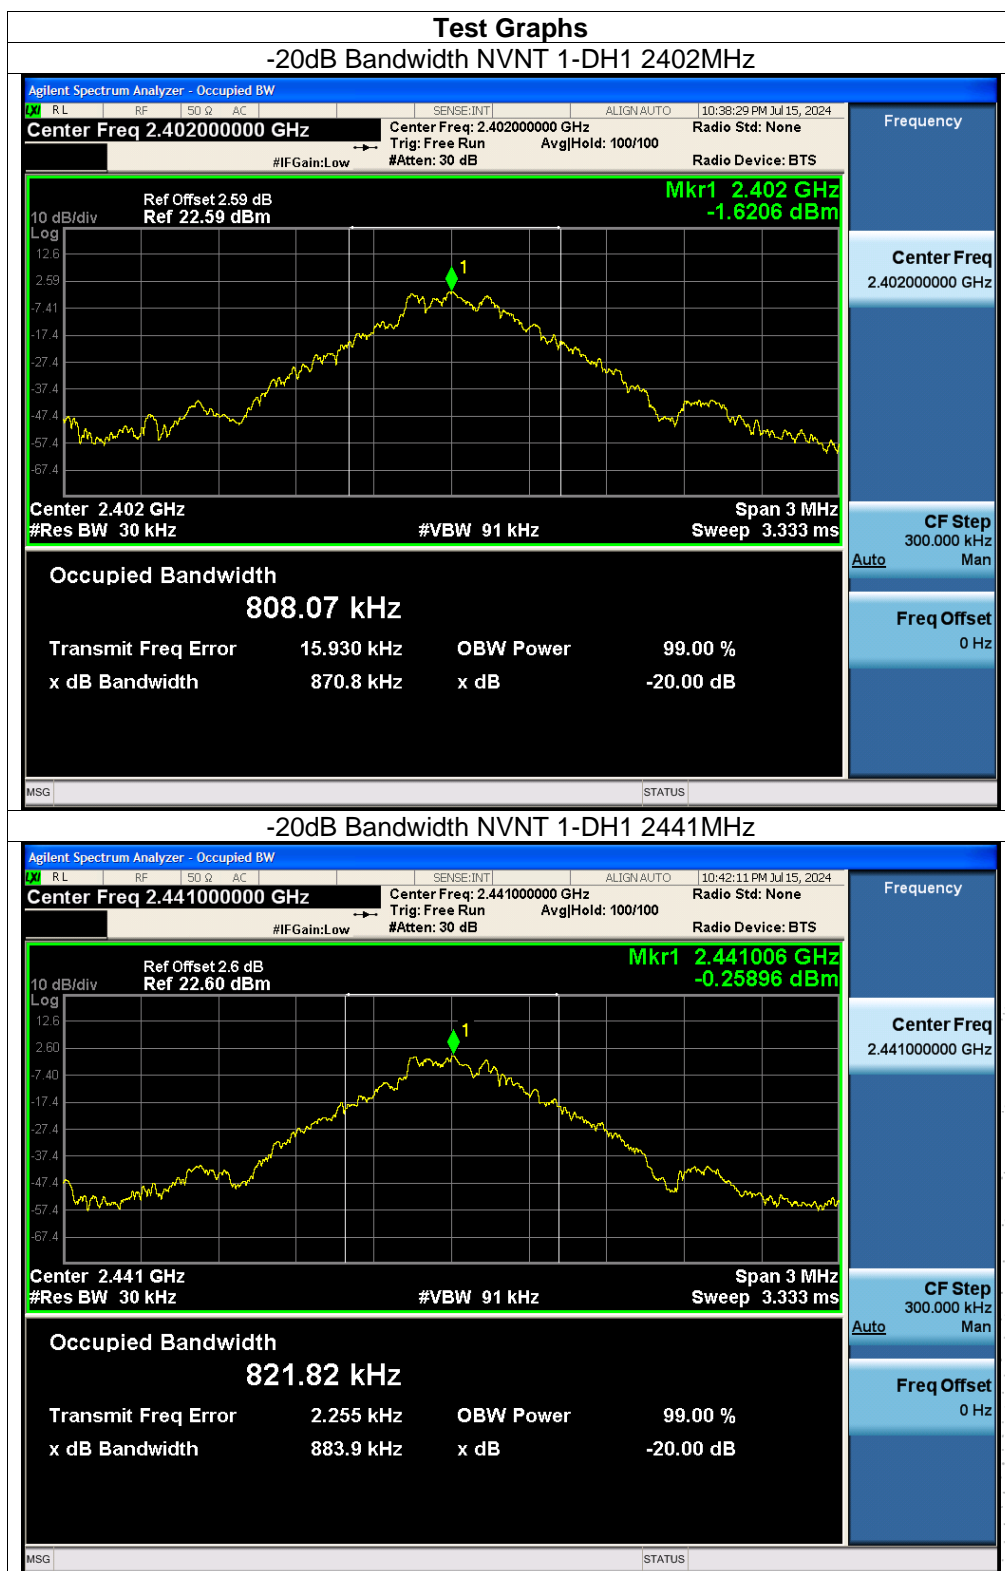 Test Graphs
-20dB Bandwidth NVNT 1-DH1 2402MHz
Agilent Spectrum Analyzer - Occupied BW
LXI RL RF 50 Ω AC SENSE:INT ALIGN AUTO 10:38:29 PM Jul 15, 2024
Center Freq 2.402000000 GHz
Center Freq: 2.402000000 GHz
Radio Std: None
Trig: Free Run Avg|Hold: 100/100
#IFGain:Low #Atten: 30 dB Radio Device: BTS
Frequency
Mkr1 2.402 GHz
-1.6206 dBm
Ref Offset 2.59 dB
10 dB/div Ref 22.59 dBm
Log
12.6
2.59
-7.41
-17.4
-27.4
-37.4
-47.4
-57.4
-67.4
1
Center 2.402 GHz Span 3 MHz
#Res BW 30 kHz #VBW 91 kHz Sweep 3.333 ms
Occupied Bandwidth
808.07 kHz
Transmit Freq Error 15.930 kHz OBW Power 99.00 %
x dB Bandwidth 870.8 kHz x dB -20.00 dB
Center Freq
2.402000000 GHz
CF Step
300.000 kHz
Auto Man
Freq Offset
0 Hz
MSG STATUS
-20dB Bandwidth NVNT 1-DH1 2441MHz
Agilent Spectrum Analyzer - Occupied BW
LXI RL RF 50 Ω AC SENSE:INT ALIGN AUTO 10:42:11 PM Jul 15, 2024
Center Freq 2.441000000 GHz
Center Freq: 2.441000000 GHz
Radio Std: None
Trig: Free Run Avg|Hold: 100/100
#IFGain:Low #Atten: 30 dB Radio Device: BTS
Frequency
Mkr1 2.441006 GHz
-0.25896 dBm
Ref Offset 2.6 dB
10 dB/div Ref 22.60 dBm
Log
12.6
2.60
-7.40
-17.4
-27.4
-37.4
-47.4
-57.4
-67.4
1
Center 2.441 GHz Span 3 MHz
#Res BW 30 kHz #VBW 91 kHz Sweep 3.333 ms
Occupied Bandwidth
821.82 kHz
Transmit Freq Error 2.255 kHz OBW Power 99.00 %
x dB Bandwidth 883.9 kHz x dB -20.00 dB
Center Freq
2.441000000 GHz
CF Step
300.000 kHz
Auto Man
Freq Offset
0 Hz
MSG STATUS